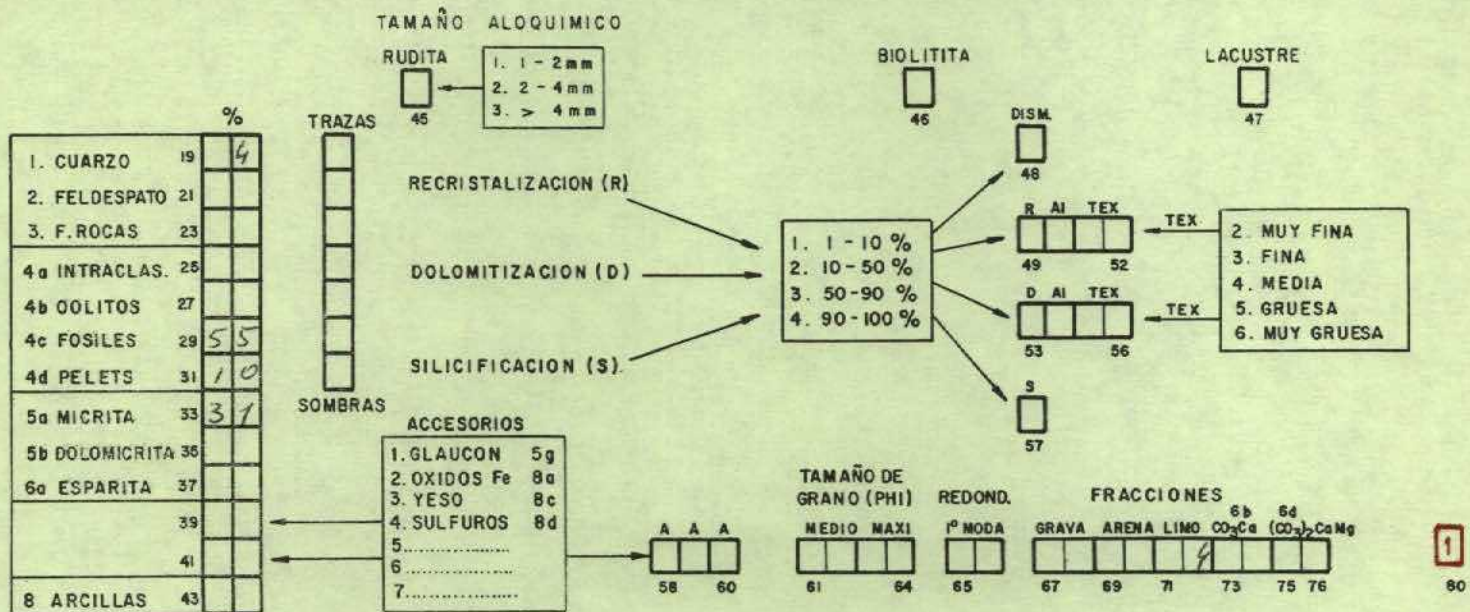 TAMAÑO ALOQUIMICO
RUDITA
45
1. 1 - 2mm
2. 2 - 4mm
3. > 4mm
BIOLITITA
46
LACUSTRE
47
%
1. CUARZO 19 4
2. FELDESPATO 21
3. F.ROCAS 23
4a INTRACLAS. 25
4b OOLITOS 27
4c FOSILES 29 5 5
4d PELETS 31 1 0
5a MICRITA 33 3 1
5b DOLOMICRITA 35
6a ESPARITA 37
39
41
8 ARCILLAS 43
TRAZAS
SOMBRAS
RECRISTALIZACION (R)
DOLOMITIZACION (D)
SILICIFICACION (S).
1. 1 - 10 %
2. 10 - 50 %
3. 50 - 90 %
4. 90 - 100 %
DISM.
48
R AI TEX
49 52
D AI TEX
53 56
S
57
TEX
TEX
2. MUY FINA
3. FINA
4. MEDIA
5. GRUESA
6. MUY GRUESA
ACCESORIOS
1. GLAUCON 5g
2. OXIDOS Fe 8a
3. YESO 8c
4. SULFUROS 8d
5..................
6..................
7..................
A A A
58 60
TAMAÑO DE
GRANO (PHI)
MEDIO MAXI
61 64
REDOND.
1º MODA
65
FRACCIONES
6b 6d
GRAVA ARENA LIMO CO3Ca (CO3)2CaMg
4
67 69 71 73 75 76
1
80